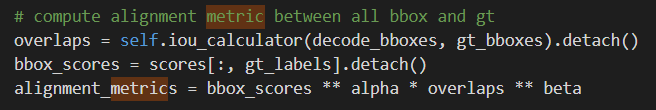 # compute alignment metric between all bbox and gt
overlaps = self.iou_calculator(decode_bboxes, gt_bboxes).detach()
bbox_scores = scores[:, gt_labels].detach()
alignment_metrics = bbox_scores ** alpha * overlaps ** beta